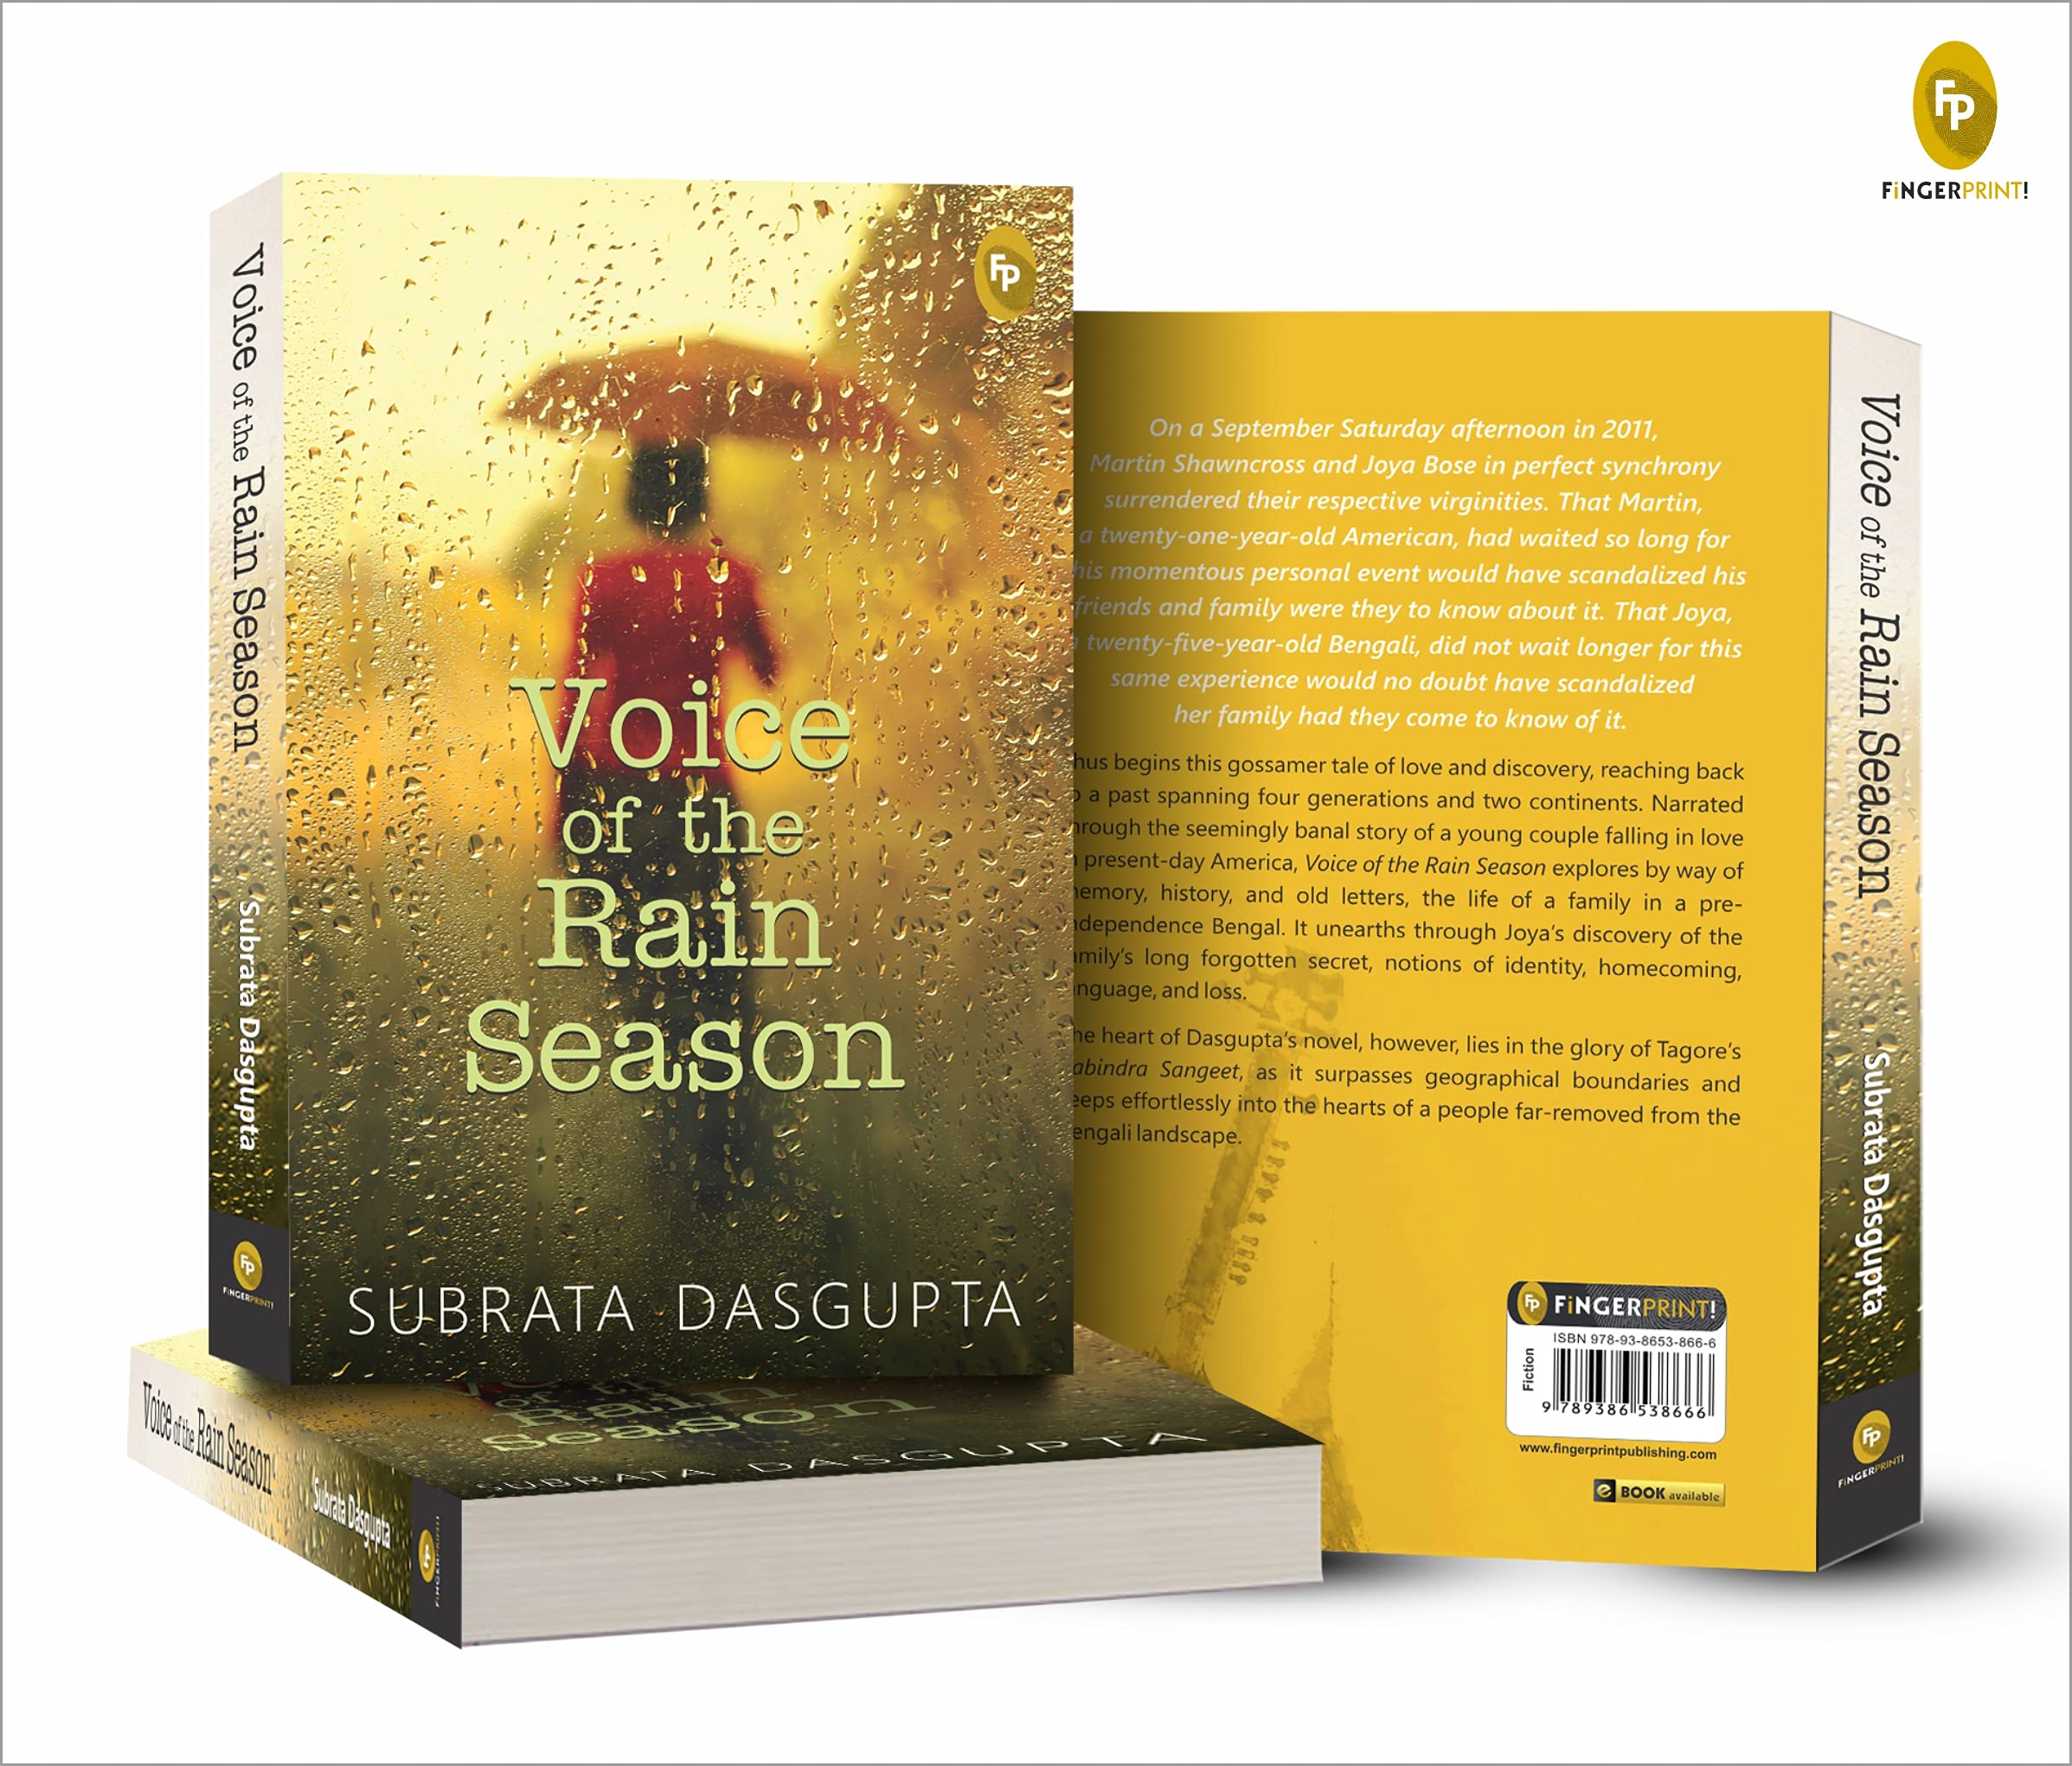 FP
FiNGERPRINT!
Voice of the Rain Season
Subrata Dasgupta
FP
FiNGERPRINT!
FP
Voice
of the
Rain
Season
SUBRATA DASGUPTA
On a September Saturday afternoon in 2011,
Martin Shawncross and Joya Bose in perfect synchrony
surrendered their respective virginities. That Martin,
a twenty-one-year-old American, had waited so long for
his momentous personal event would have scandalized his
friends and family were they to know about it. That Joya,
twenty-five-year-old Bengali, did not wait longer for this
same experience would no doubt have scandalized
her family had they come to know of it.
hus begins this gossamer tale of love and discovery, reaching back
a past spanning four generations and two continents. Narrated
rough the seemingly banal story of a young couple falling in love
present-day America, Voice of the Rain Season explores by way of
emory, history, and old letters, the life of a family in a pre-
dependence Bengal. It unearths through Joya's discovery of the
mily's long forgotten secret, notions of identity, homecoming,
nguage, and loss.
he heart of Dasgupta's novel, however, lies in the glory of Tagore's
abindra Sangeet, as it surpasses geographical boundaries and
eeps effortlessly into the hearts of a people far-removed from the
engali landscape.
FP FiNGERPRINT!
ISBN 978-93-8653-866-6
Fiction
9 789386 538666
www.fingerprintpublishing.com
e BOOK available
Voice of the Rain Season
Subrata Dasgupta
FP
FiNGERPRINT!
Voice of the Rain Season
Subrata Dasgupta
FP
FiNGERPRINT!
of the
Rain
Season
SUBRATA DASGUPTA